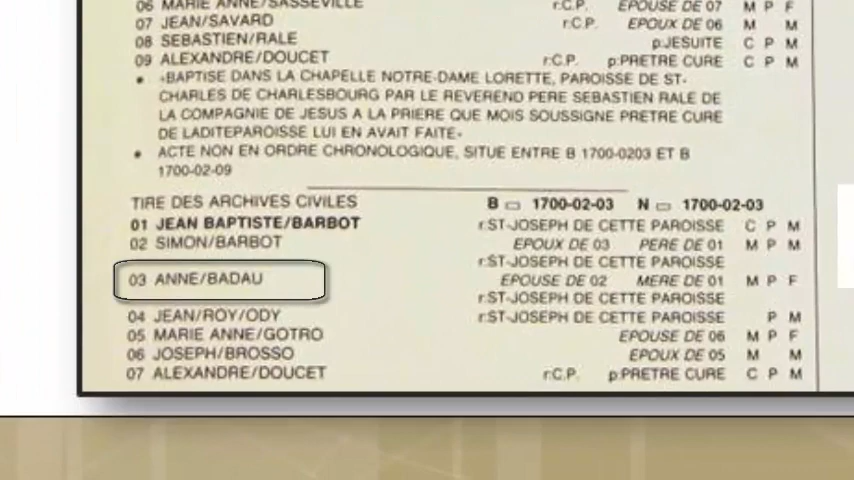 06 MARIE ANNE/SASSEVILLE r:C.P. EPOUSE DE 07 M P F
07 JEAN/SAVARD r:C.P. EPOUX DE 06 M M
08 SEBASTIEN/RALE p:JESUITE C P M
09 ALEXANDRE/DOUCET r:C.P. p:PRETRE CURE C P M
• «BAPTISE DANS LA CHAPELLE NOTRE-DAME LORETTE, PAROISSE DE ST-
CHARLES DE CHARLESBOURG PAR LE REVEREND PERE SEBASTIEN RALE DE
LA COMPAGNIE DE JESUS A LA PRIERE QUE MOIS SOUSSIGNE PRETRE CURE
DE LADITEPAROISSE LUI EN AVAIT FAITE»
• ACTE NON EN ORDRE CHRONOLOGIQUE, SITUE ENTRE B 1700-0203 ET B
1700-02-09
TIRE DES ARCHIVES CIVILES B 1700-02-03 N 1700-02-03
01 JEAN BAPTISTE/BARBOT r:ST-JOSEPH DE CETTE PAROISSE C P M
02 SIMON/BARBOT EPOUX DE 03 PERE DE 01 M P M
r:ST-JOSEPH DE CETTE PAROISSE
03 ANNE/BADAU EPOUSE DE 02 MERE DE 01 M P F
r:ST-JOSEPH DE CETTE PAROISSE
04 JEAN/ROY/ODY r:ST-JOSEPH DE CETTE PAROISSE P M
05 MARIE ANNE/GOTRO EPOUSE DE 06 M P F
06 JOSEPH/BROSSO EPOUX DE 05 M M
07 ALEXANDRE/DOUCET r:C.P. p:PRETRE CURE C P M